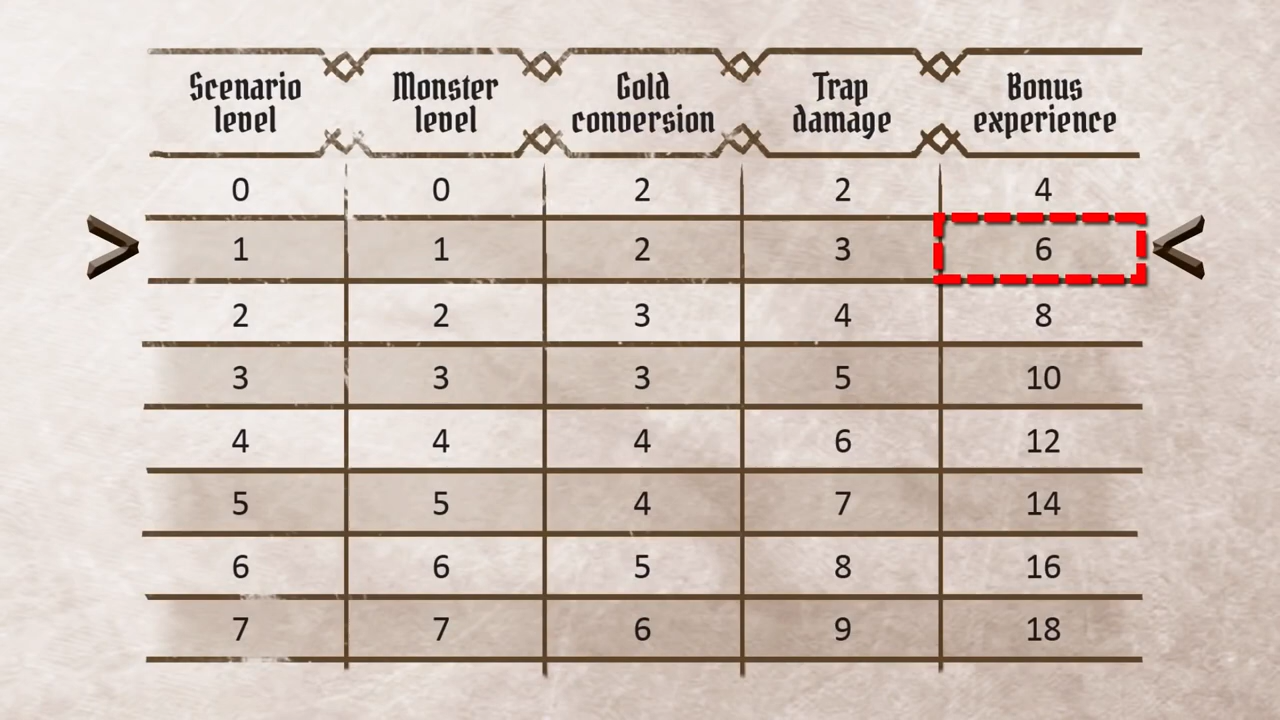 Scenario level Monster level Gold conversion Trap damage Bonus experience
0 0 2 2 4
1 1 2 3 6
2 2 3 4 8
3 3 3 5 10
4 4 4 6 12
5 5 4 7 14
6 6 5 8 16
7 7 6 9 18